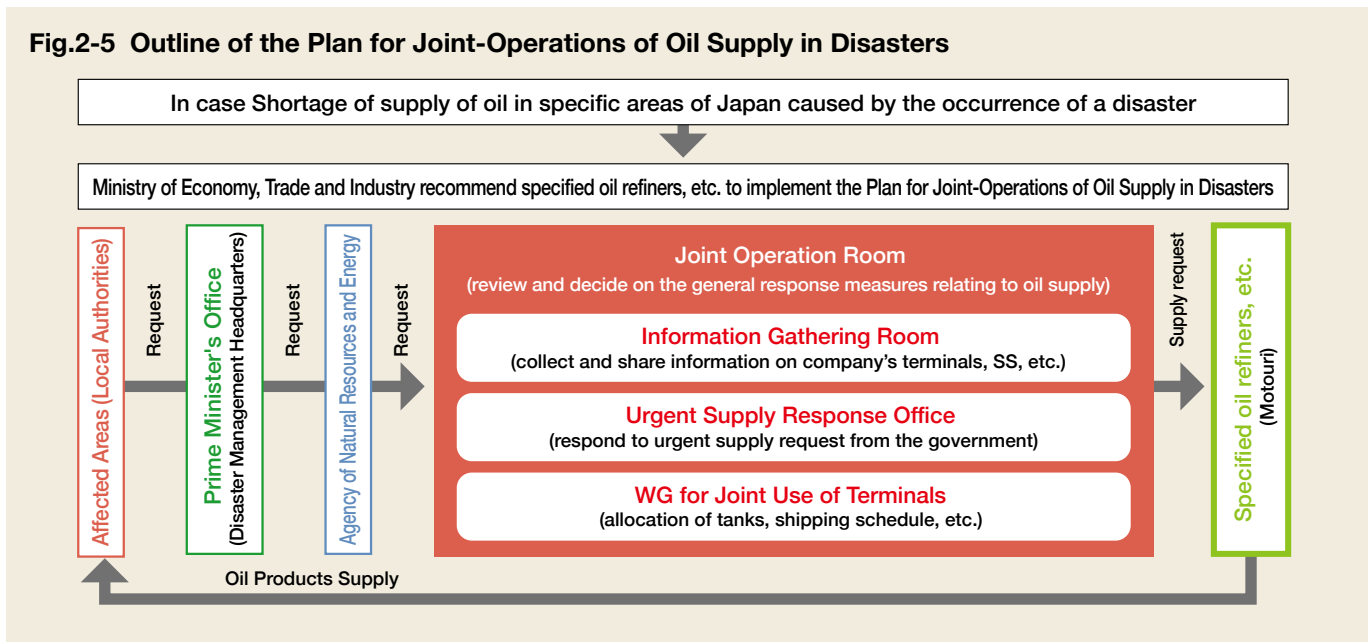 Fig.2-5 Outline of the Plan for Joint-Operations of Oil Supply in Disasters
In case Shortage of supply of oil in specific areas of Japan caused by the occurrence of a disaster
Ministry of Economy, Trade and Industry recommend specified oil refiners, etc. to implement the Plan for Joint-Operations of Oil Supply in Disasters
Affected Areas (Local Authorities)
Request
Prime Minister's Office
(Disaster Management Headquarters)
Request
Agency of Natural Resources and Energy
Request
Joint Operation Room
(review and decide on the general response measures relating to oil supply)
Information Gathering Room
(collect and share information on company's terminals, SS, etc.)
Urgent Supply Response Office
(respond to urgent supply request from the government)
WG for Joint Use of Terminals
(allocation of tanks, shipping schedule, etc.)
Supply request
Specified oil refiners, etc.
(Motouri)
Oil Products Supply